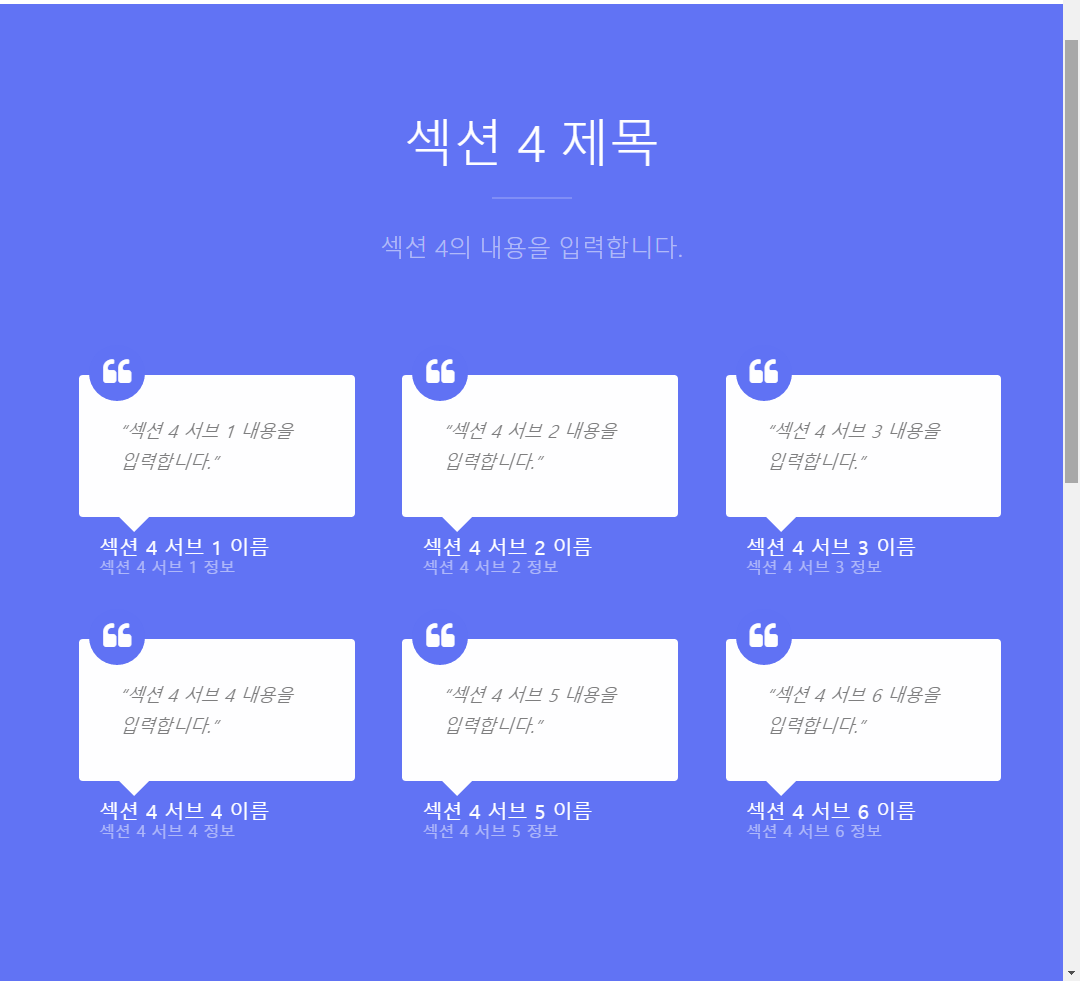 섹션 4 제목
섹션 4의 내용을 입력합니다.
“섹션 4 서브 1 내용을
입력합니다.”
섹션 4 서브 1 이름
섹션 4 서브 1 정보
“섹션 4 서브 2 내용을
입력합니다.”
섹션 4 서브 2 이름
섹션 4 서브 2 정보
“섹션 4 서브 3 내용을
입력합니다.”
섹션 4 서브 3 이름
섹션 4 서브 3 정보
“섹션 4 서브 4 내용을
입력합니다.”
섹션 4 서브 4 이름
섹션 4 서브 4 정보
“섹션 4 서브 5 내용을
입력합니다.”
섹션 4 서브 5 이름
섹션 4 서브 5 정보
“섹션 4 서브 6 내용을
입력합니다.”
섹션 4 서브 6 이름
섹션 4 서브 6 정보